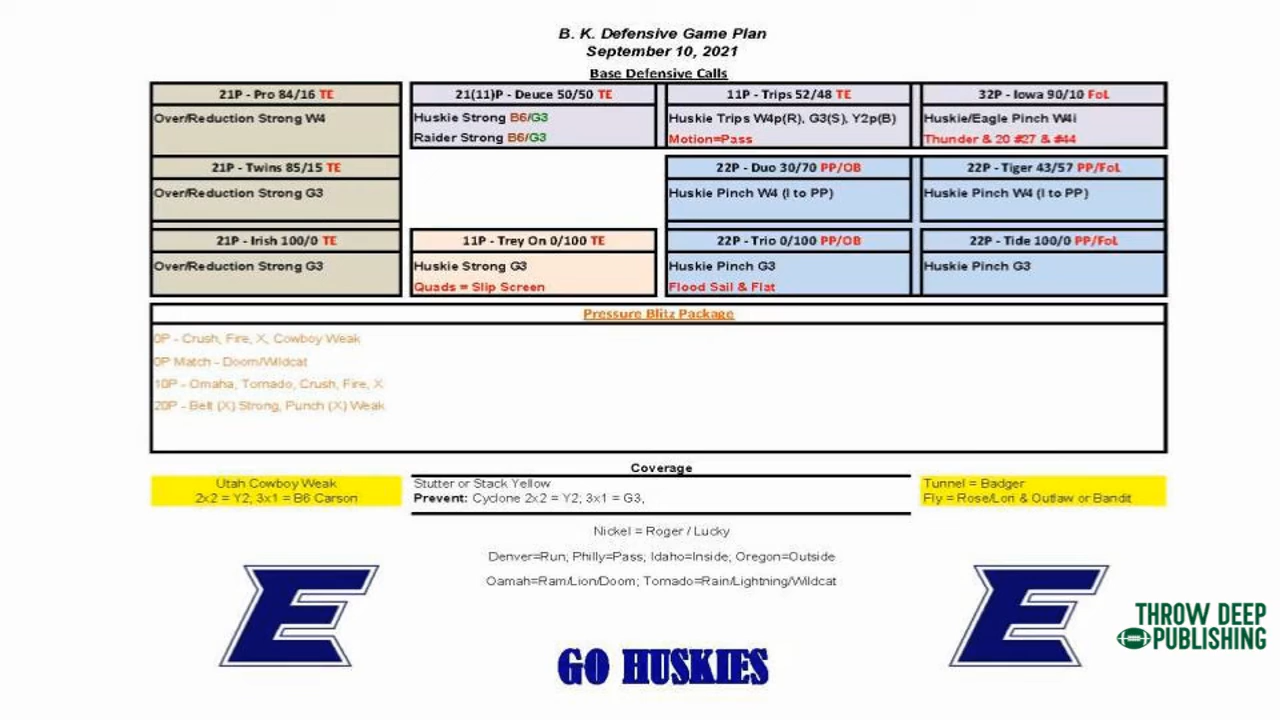 B. K. Defensive Game Plan
September 10, 2021
Base Defensive Calls
21P - Pro 84/16 TE
Over/Reduction Strong W4
21(11)P - Deuce 50/50 TE
Huskie Strong B6/G3
Raider Strong B6/G3
11P - Trips 52/48 TE
Huskie Trips W4p(R), G3(S), Y2p(B)
Motion=Pass
32P - Iowa 90/10 FoL
Huskie/Eagle Pinch W4i
Thunder & 20 #27 & #44
21P - Twins 85/15 TE
Over/Reduction Strong G3
22P - Duo 30/70 PP/OB
Huskie Pinch W4 (I to PP)
22P - Tiger 43/57 PP/FoL
Huskie Pinch W4 (I to PP)
21P - Irish 100/0 TE
Over/Reduction Strong G3
11P - Trey On 0/100 TE
Huskie Strong G3
Quads = Slip Screen
22P - Trio 0/100 PP/OB
Huskie Pinch G3
Flood Sail & Flat
22P - Tide 100/0 PP/FoL
Huskie Pinch G3
Pressure Blitz Package
0P - Crush, Fire, X, Cowboy Weak
0P Match - Doom/Wildcat
10P - Omaha, Tornado, Crush, Fire, X
20P - Belt (X) Strong, Punch (X) Weak
Coverage
Utah Cowboy Weak
2x2 = Y2, 3x1 = B6 Carson
Stutter or Stack Yellow
Prevent: Cyclone 2x2 = Y2, 3x1 = G3,
Tunnel = Badger
Fly = Rose/Lori & Outlaw or Bandit
Nickel = Roger / Lucky
Denver=Run; Philly=Pass; Idaho=Inside; Oregon=Outside
Oamah=Ram/Lion/Doom; Tornado=Rain/Lightning/Wildcat
E
E
GO HUSKIES
THROW DEEP
PUBLISHING